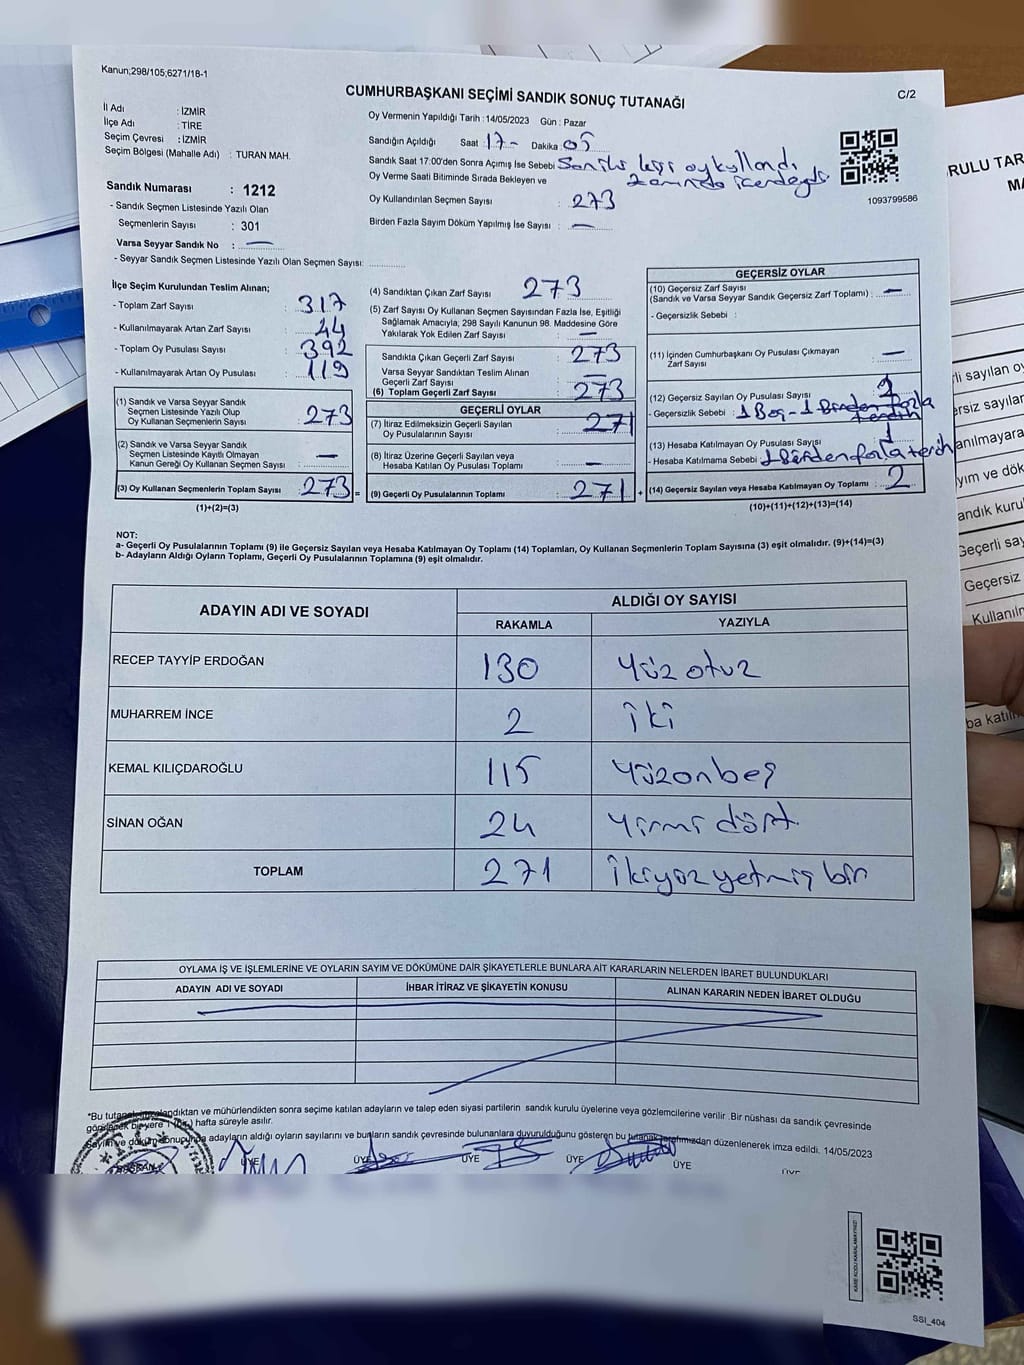 Kanun;298/105;6271/18-1
CUMHURBAŞKANI SEÇİMİ SANDIK SONUÇ TUTANAĞI
C/2
İl Adı : İZMİR
İlçe Adı : TİRE
Seçim Çevresi : İZMİR
Seçim Bölgesi (Mahalle Adı) : TURAN MAH.
Sandık Numarası : 1212
- Sandık Seçmen Listesinde Yazılı Olan
Seçmenlerin Sayısı : 301
Varsa Seyyar Sandık No : —
- Seyyar Sandık Seçmen Listesinde Yazılı Olan Seçmen Sayısı:
Oy Vermenin Yapıldığı Tarih : 14/05/2023 Gün : Pazar
Sandığın Açıldığı Saat : 17- Dakika : 05
Sandık Saat 17:00'den Sonra Açımış İse Sebebi kişi oy kullandı
Oy Verme Saati Bitiminde Sırada Bekleyen ve
Oy Kullandırılan Seçmen Sayısı : 273
Birden Fazla Sayım Döküm Yapılmış İse Sayısı : —
1093799586
İlçe Seçim Kurulundan Teslim Alınan;
- Toplam Zarf Sayısı : 317
- Kullanılmayarak Artan Zarf Sayısı : 44
- Toplam Oy Pusulası Sayısı : 392
- Kullanılmayarak Artan Oy Pusulası : 119
(1) Sandık ve Varsa Seyyar Sandık
Seçmen Listesinde Yazılı Olup
Oy Kullanan Seçmenlerin Sayısı : 273
(2) Sandık ve Varsa Seyyar Sandık
Seçmen Listesinde Kayıtlı Olmayan
Kanun Gereği Oy Kullanan Seçmen Sayısı : —
(3) Oy Kullanan Seçmenlerin Toplam Sayısı : 273 =
(1)+(2)=(3)
(4) Sandıktan Çıkan Zarf Sayısı : 273
(5) Zarf Sayısı Oy Kullanan Seçmen Sayısından Fazla İse, Eşitliği
Sağlamak Amacıyla; 298 Sayılı Kanunun 98. Maddesine Göre
Yakılarak Yok Edilen Zarf Sayısı : —
Sandıkta Çıkan Geçerli Zarf Sayısı : 273
Varsa Seyyar Sandıktan Teslim Alınan
Geçerli Zarf Sayısı : —
(6) Toplam Geçerli Zarf Sayısı : 273
GEÇERLİ OYLAR
(7) İtiraz Edilmeksizin Geçerli Sayılan
Oy Pusulalarının Sayısı : 271
(8) İtiraz Üzerine Geçerli Sayılan veya
Hesaba Katılan Oy Pusulası Toplamı : —
(9) Geçerli Oy Pusulalarının Toplamı : 271 +
GEÇERSİZ OYLAR
(10) Geçersiz Zarf Sayısı
(Sandık ve Varsa Seyyar Sandık Geçersiz Zarf Toplamı) : —
- Geçersizlik Sebebi :
(11) İçinden Cumhurbaşkanı Oy Pusulası Çıkmayan
Zarf Sayısı : —
(12) Geçersiz Sayılan Oy Pusulası Sayısı :
- Geçersizlik Sebebi : 1 Boş - 1 Birden fazla
(13) Hesaba Katılmayan Oy Pusulası Sayısı : 1
- Hesaba Katılmama Sebebi : 1 Birden fazla tercih
(14) Geçersiz Sayılan veya Hesaba Katılmayan Oy Toplamı : 2
(10)+(11)+(12)+(13)=(14)
NOT:
a- Geçerli Oy Pusulalarının Toplamı (9) ile Geçersiz Sayılan veya Hesaba Katılmayan Oy Toplamı (14) Toplamları, Oy Kullanan Seçmenlerin Toplam Sayısına (3) eşit olmalıdır. (9)+(14)=(3)
b- Adayların Aldığı Oyların Toplamı, Geçerli Oy Pusulalarının Toplamına (9) eşit olmalıdır.
ADAYIN ADI VE SOYADI ALDIĞI OY SAYISI
RAKAMLA YAZIYLA
RECEP TAYYİP ERDOĞAN 130 Yüz otuz
MUHARREM İNCE 2 İki
KEMAL KILIÇDAROĞLU 115 Yüzonbeş
SİNAN OĞAN 24 Yirmi dört
TOPLAM 271 İkiyüz yetmiş bir
OYLAMA İŞ VE İŞLEMLERİNE VE OYLARIN SAYIM VE DÖKÜMÜNE DAİR ŞİKAYETLERLE BUNLARA AİT KARARLARIN NELERDEN İBARET BULUNDUKLARI
ADAYIN ADI VE SOYADI İHBAR İTİRAZ VE ŞİKAYETİN KONUSU ALINAN KARARIN NEDEN İBARET OLDUĞU
*Bu mühürlendikten sonra seçime katılan adayların ve talep eden siyasi partilerin sandık kurulu üyelerine veya gözlemcilerine verilir .Bir nüshası da sandık çevresinde
hafta süreyle asılır.
adayların aldığı oyların sayılarını ve bunların sandık çevresinde bulunanlara duyurulduğunu gösteren bu tarafımızdan düzenlenerek imza edildi. 14/05/2023
BAŞKAN ÜYE ÜYE ÜYE ÜYE ÜYE ÜYE
SSI_404
RULU TAR
li sayılan oy
ersiz sayılar
anılmayara
yım ve dök
andık kuru
Geçerli say
Geçersiz
Kullanılm
ba katıl